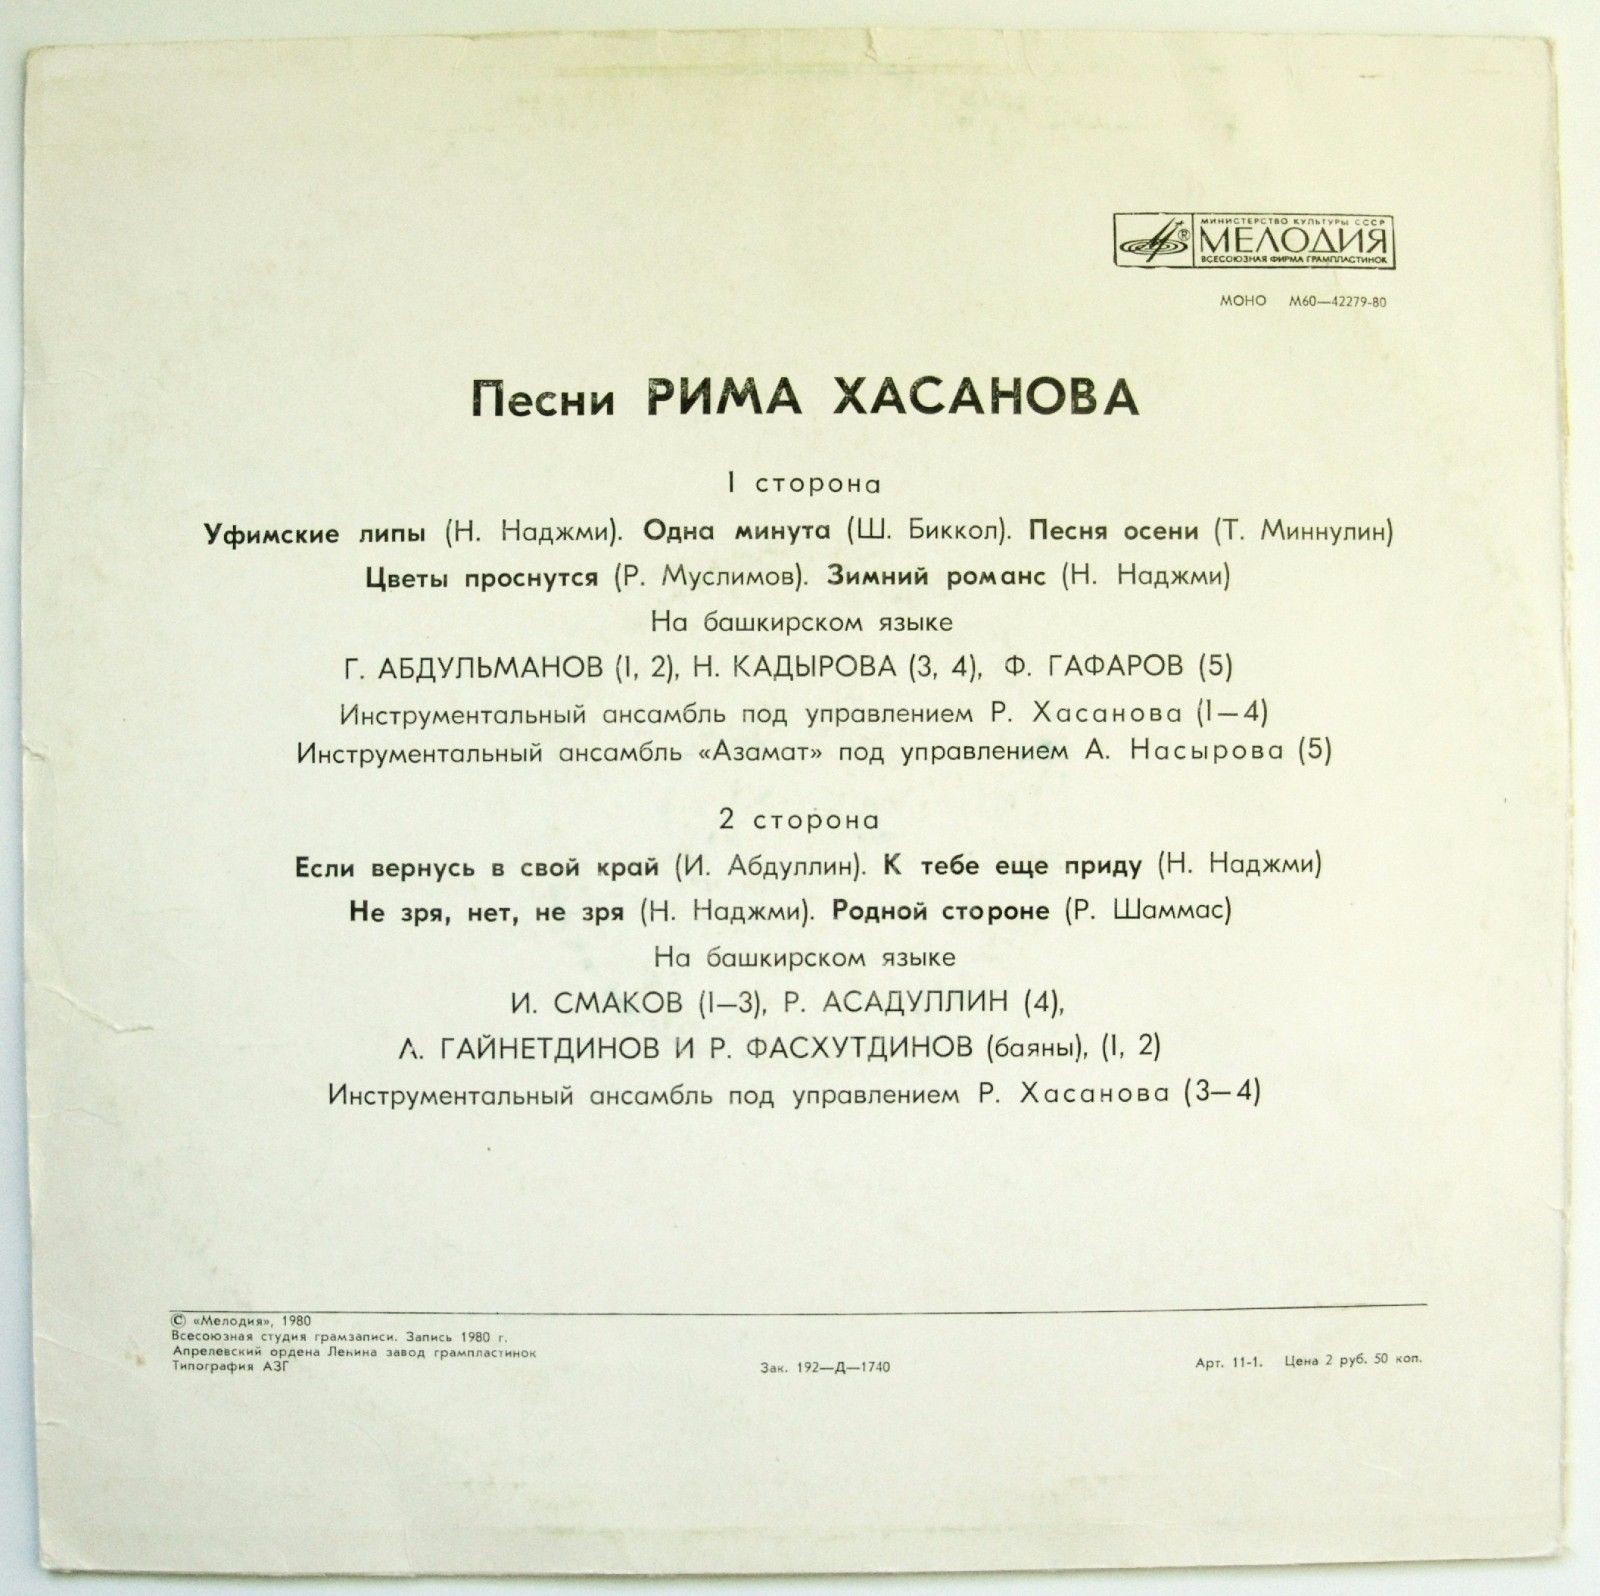 МИНИСТЕРСТВО КУЛЬТУРЫ СССР
МЕЛОДИЯ
ВСЕСОЮЗНАЯ ФИРМА ГРАМПЛАСТИНОК
МОНО М60—42279-80
Песни РИМА ХАСАНОВА
I сторона
Уфимские липы (Н. Наджми). Одна минута (Ш. Биккол). Песня осени (Т. Миннулин)
Цветы проснутся (Р. Муслимов). Зимний романс (Н. Наджми)
На башкирском языке
Г. АБДУЛЬМАНОВ (I, 2), Н. КАДЫРОВА (3, 4), Ф. ГАФАРОВ (5)
Инструментальный ансамбль под управлением Р. Хасанова (I—4)
Инструментальный ансамбль «Азамат» под управлением А. Насырова (5)
2 сторона
Если вернусь в свой край (И. Абдуллин). К тебе еще приду (Н. Наджми)
Не зря, нет, не зря (Н. Наджми). Родной стороне (Р. Шаммас)
На башкирском языке
И. СМАКОВ (I—3), Р. АСАДУЛЛИН (4),
Л. ГАЙНЕТДИНОВ И Р. ФАСХУТДИНОВ (баяны), (I, 2)
Инструментальный ансамбль под управлением Р. Хасанова (3—4)
© «Мелодия», 1980
Всесоюзная студия грамзаписи. Запись 1980 г.
Апрелевский ордена Ленина завод грампластинок
Типография АЗГ
Зак. 192—Д—1740
Арт. 11-1. Цена 2 руб. 50 коп.